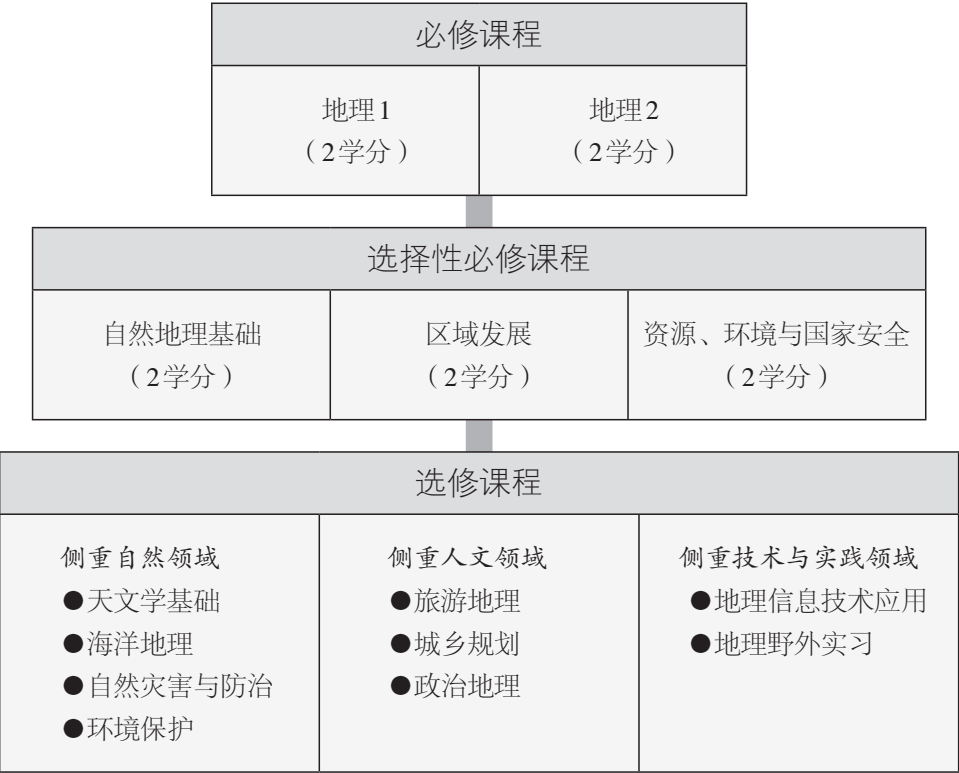 必修课程
地理1
（2学分）
地理2
（2学分）
选择性必修课程
自然地理基础
（2学分）
区域发展
（2学分）
资源、环境与国家安全
（2学分）
选修课程
侧重自然领域
●天文学基础
●海洋地理
●自然灾害与防治
●环境保护
侧重人文领域
●旅游地理
●城乡规划
●政治地理
侧重技术与实践领域
●地理信息技术应用
●地理野外实习